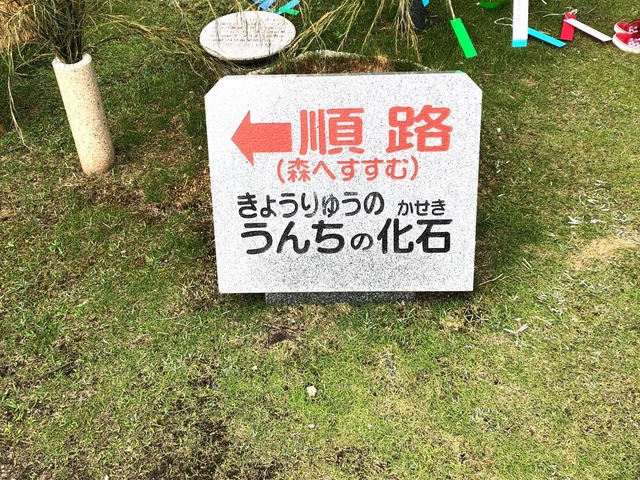 ← 順路
(森へすすむ)
きょうりゅうの かせき
うんちの化石